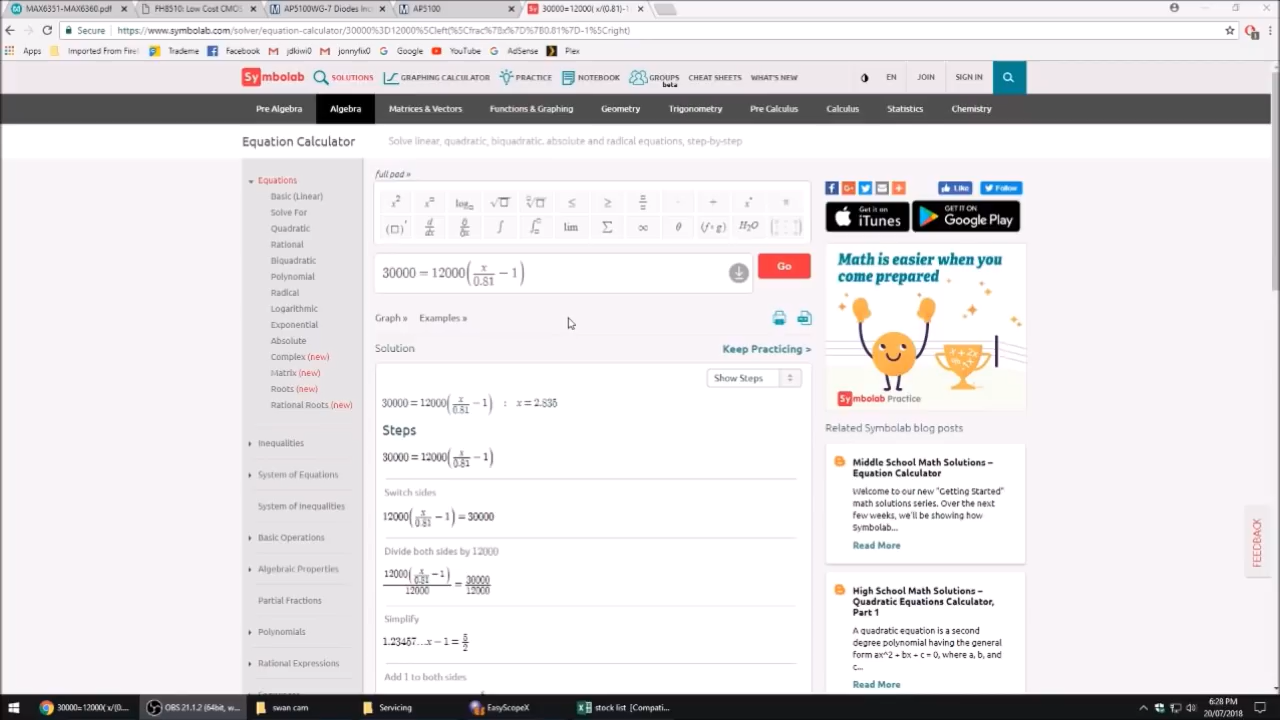 MAX6351-MAX6360.pdf
FH8510: Low Cost CMOS
AP5100WG-7 Diodes Inc
AP5100
30000=12000( x/(0.81)-1
Secure
https://www.symbolab.com/solver/equation-calculator/30000%3D12000%5Cleft(%5Cfrac%7Bx%7D%7B0.81%7D-1%5Cright)
Apps
Imported From Firef
Trademe
Facebook
jdkiwi0
jonnyfix0
Google
YouTube
AdSense
Plex
Symbolab
SOLUTIONS
GRAPHING CALCULATOR
PRACTICE
NOTEBOOK
GROUPS beta
CHEAT SHEETS
WHAT'S NEW
EN
JOIN
SIGN IN
Pre Algebra
Algebra
Matrices & Vectors
Functions & Graphing
Geometry
Trigonometry
Pre Calculus
Calculus
Statistics
Chemistry
Equation Calculator
Solve linear, quadratic, biquadratic. absolute and radical equations, step-by-step
Equations
Basic (Linear)
Solve For
Quadratic
Rational
Biquadratic
Polynomial
Radical
Logarithmic
Exponential
Absolute
Complex (new)
Matrix (new)
Roots (new)
Rational Roots (new)
Inequalities
System of Equations
System of Inequalities
Basic Operations
Algebraic Properties
Partial Fractions
Polynomials
Rational Expressions
full pad »
30000 = 12000(x/0.81 − 1)
Go
Graph »
Examples »
Solution
Keep Practicing >
Show Steps
30000 = 12000(x/0.81 − 1) : x = 2.835
Steps
30000 = 12000(x/0.81 − 1)
Switch sides
12000(x/0.81 − 1) = 30000
Divide both sides by 12000
12000(x/0.81 − 1)/12000 = 30000/12000
Simplify
1.23457…x − 1 = 5/2
Add 1 to both sides
Like
Follow
Get it on iTunes
GET IT ON Google Play
Math is easier when you
come prepared
Symbolab Practice
Related Symbolab blog posts
Middle School Math Solutions –
Equation Calculator
Welcome to our new "Getting Started"
math solutions series. Over the next
few weeks, we'll be showing how
Symbolab...
Read More
High School Math Solutions –
Quadratic Equations Calculator,
Part 1
A quadratic equation is a second
degree polynomial having the general
form ax^2 + bx + c = 0, where a, b, and
c...
Read More
FEEDBACK
30000=12000( x/(0...
OBS 21.1.2 (64bit, w...
swan cam
Servicing
EasyScopeX
stock list [Compati...
6:28 PM
20/07/2018